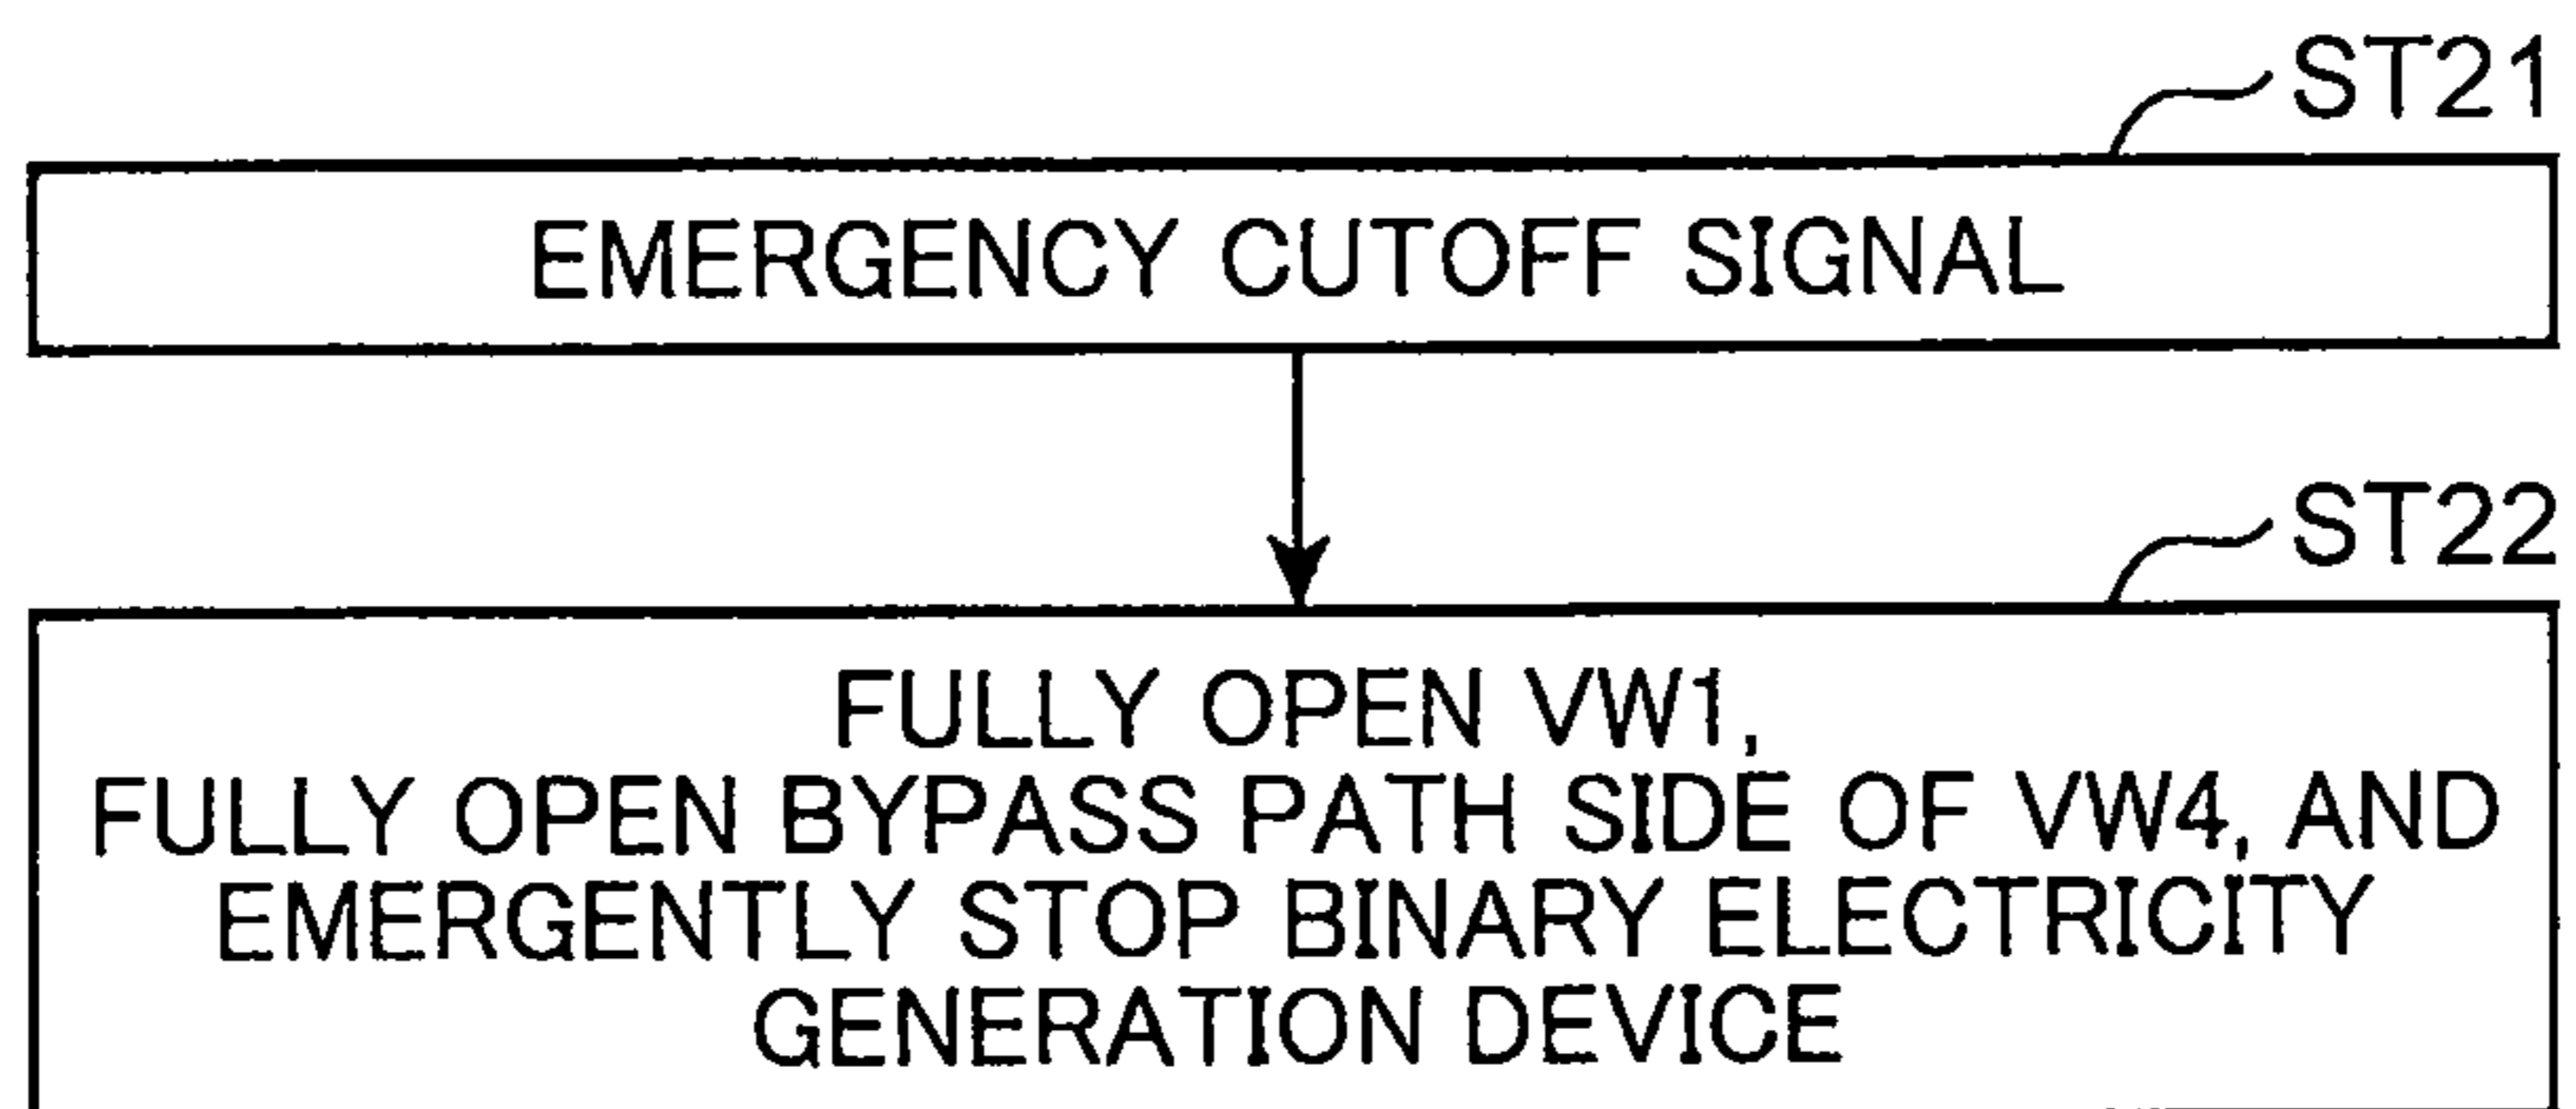 ST21
EMERGENCY CUTOFF SIGNAL
ST22
FULLY OPEN VW1,
FULLY OPEN BYPASS PATH SIDE OF VW4, AND
EMERGENTLY STOP BINARY ELECTRICITY
GENERATION DEVICE